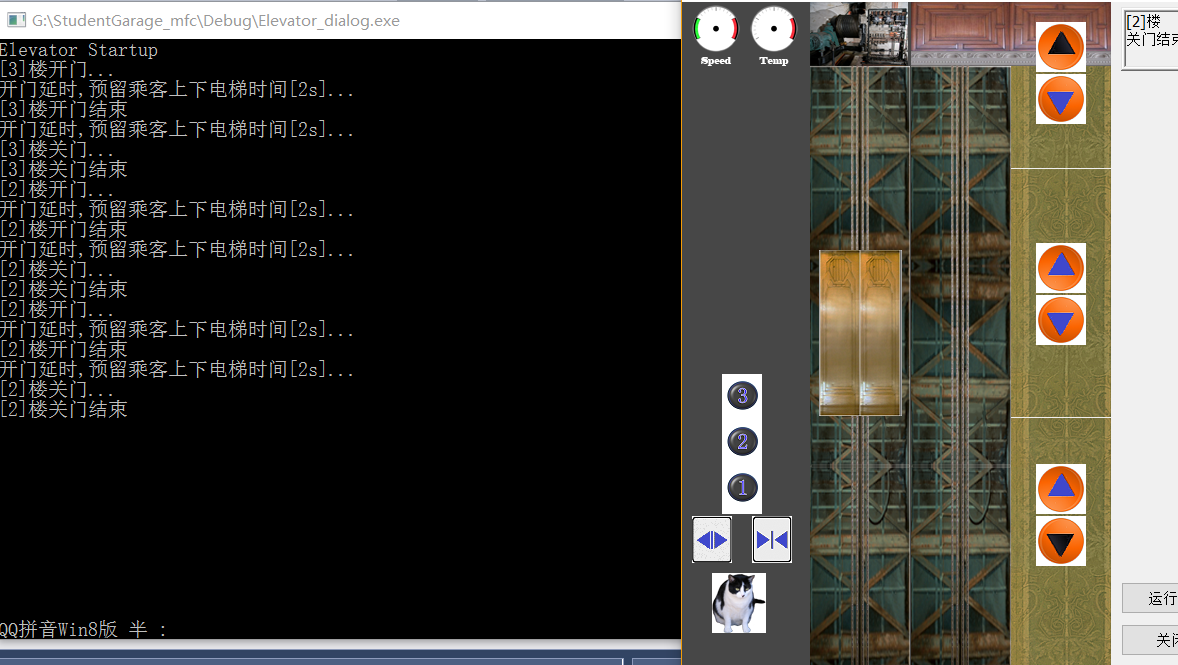 G:\StudentGarage_mfc\Debug\Elevator_dialog.exe
Elevator Startup
[3]楼开门...
开门延时,预留乘客上下电梯时间[2s]...
[3]楼开门结束
开门延时,预留乘客上下电梯时间[2s]...
[3]楼关门...
[3]楼关门结束
[2]楼开门...
开门延时,预留乘客上下电梯时间[2s]...
[2]楼开门结束
开门延时,预留乘客上下电梯时间[2s]...
[2]楼关门...
[2]楼关门结束
[2]楼开门...
开门延时,预留乘客上下电梯时间[2s]...
[2]楼开门结束
开门延时,预留乘客上下电梯时间[2s]...
[2]楼关门...
[2]楼关门结束
QQ拼音Win8版 半 :
Speed
Temp
3
2
1
[2]楼
关门结束
运行
关闭